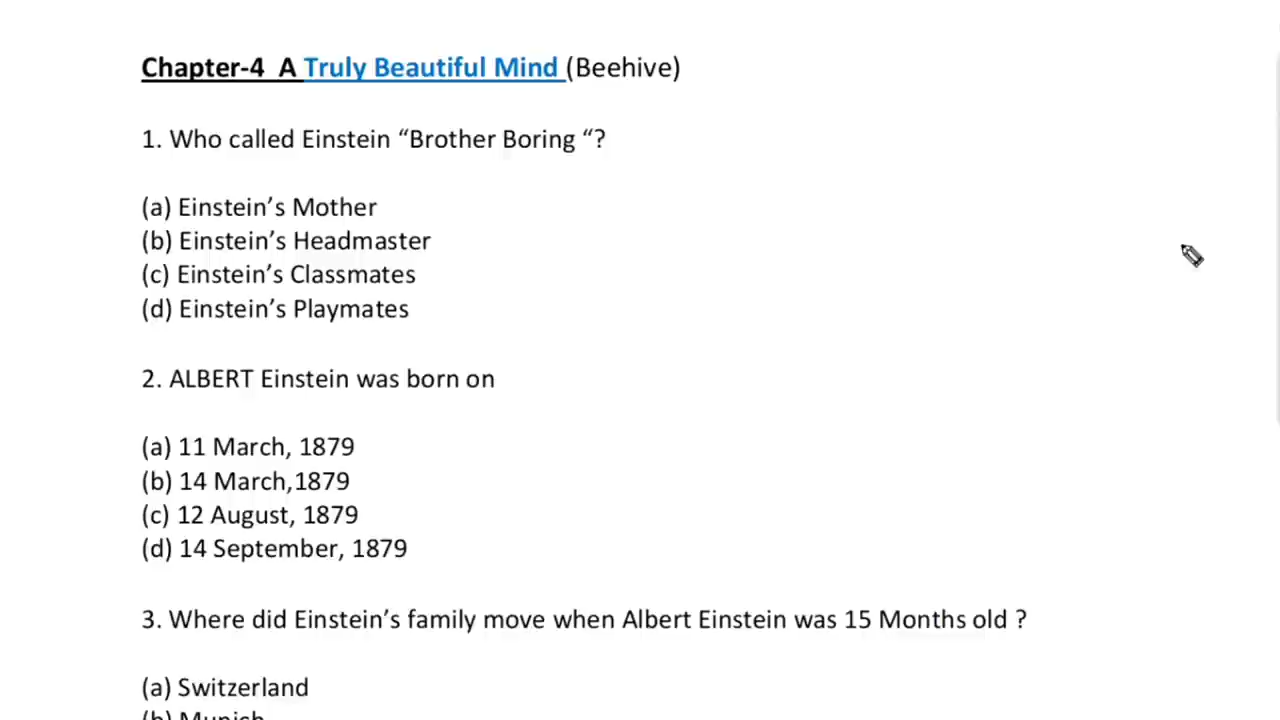 Chapter-4 A Truly Beautiful Mind (Beehive)
1. Who called Einstein “Brother Boring “?
(a) Einstein’s Mother
(b) Einstein’s Headmaster
(c) Einstein’s Classmates
(d) Einstein’s Playmates
2. ALBERT Einstein was born on
(a) 11 March, 1879
(b) 14 March,1879
(c) 12 August, 1879
(d) 14 September, 1879
3. Where did Einstein’s family move when Albert Einstein was 15 Months old ?
(a) Switzerland
(b) Munich